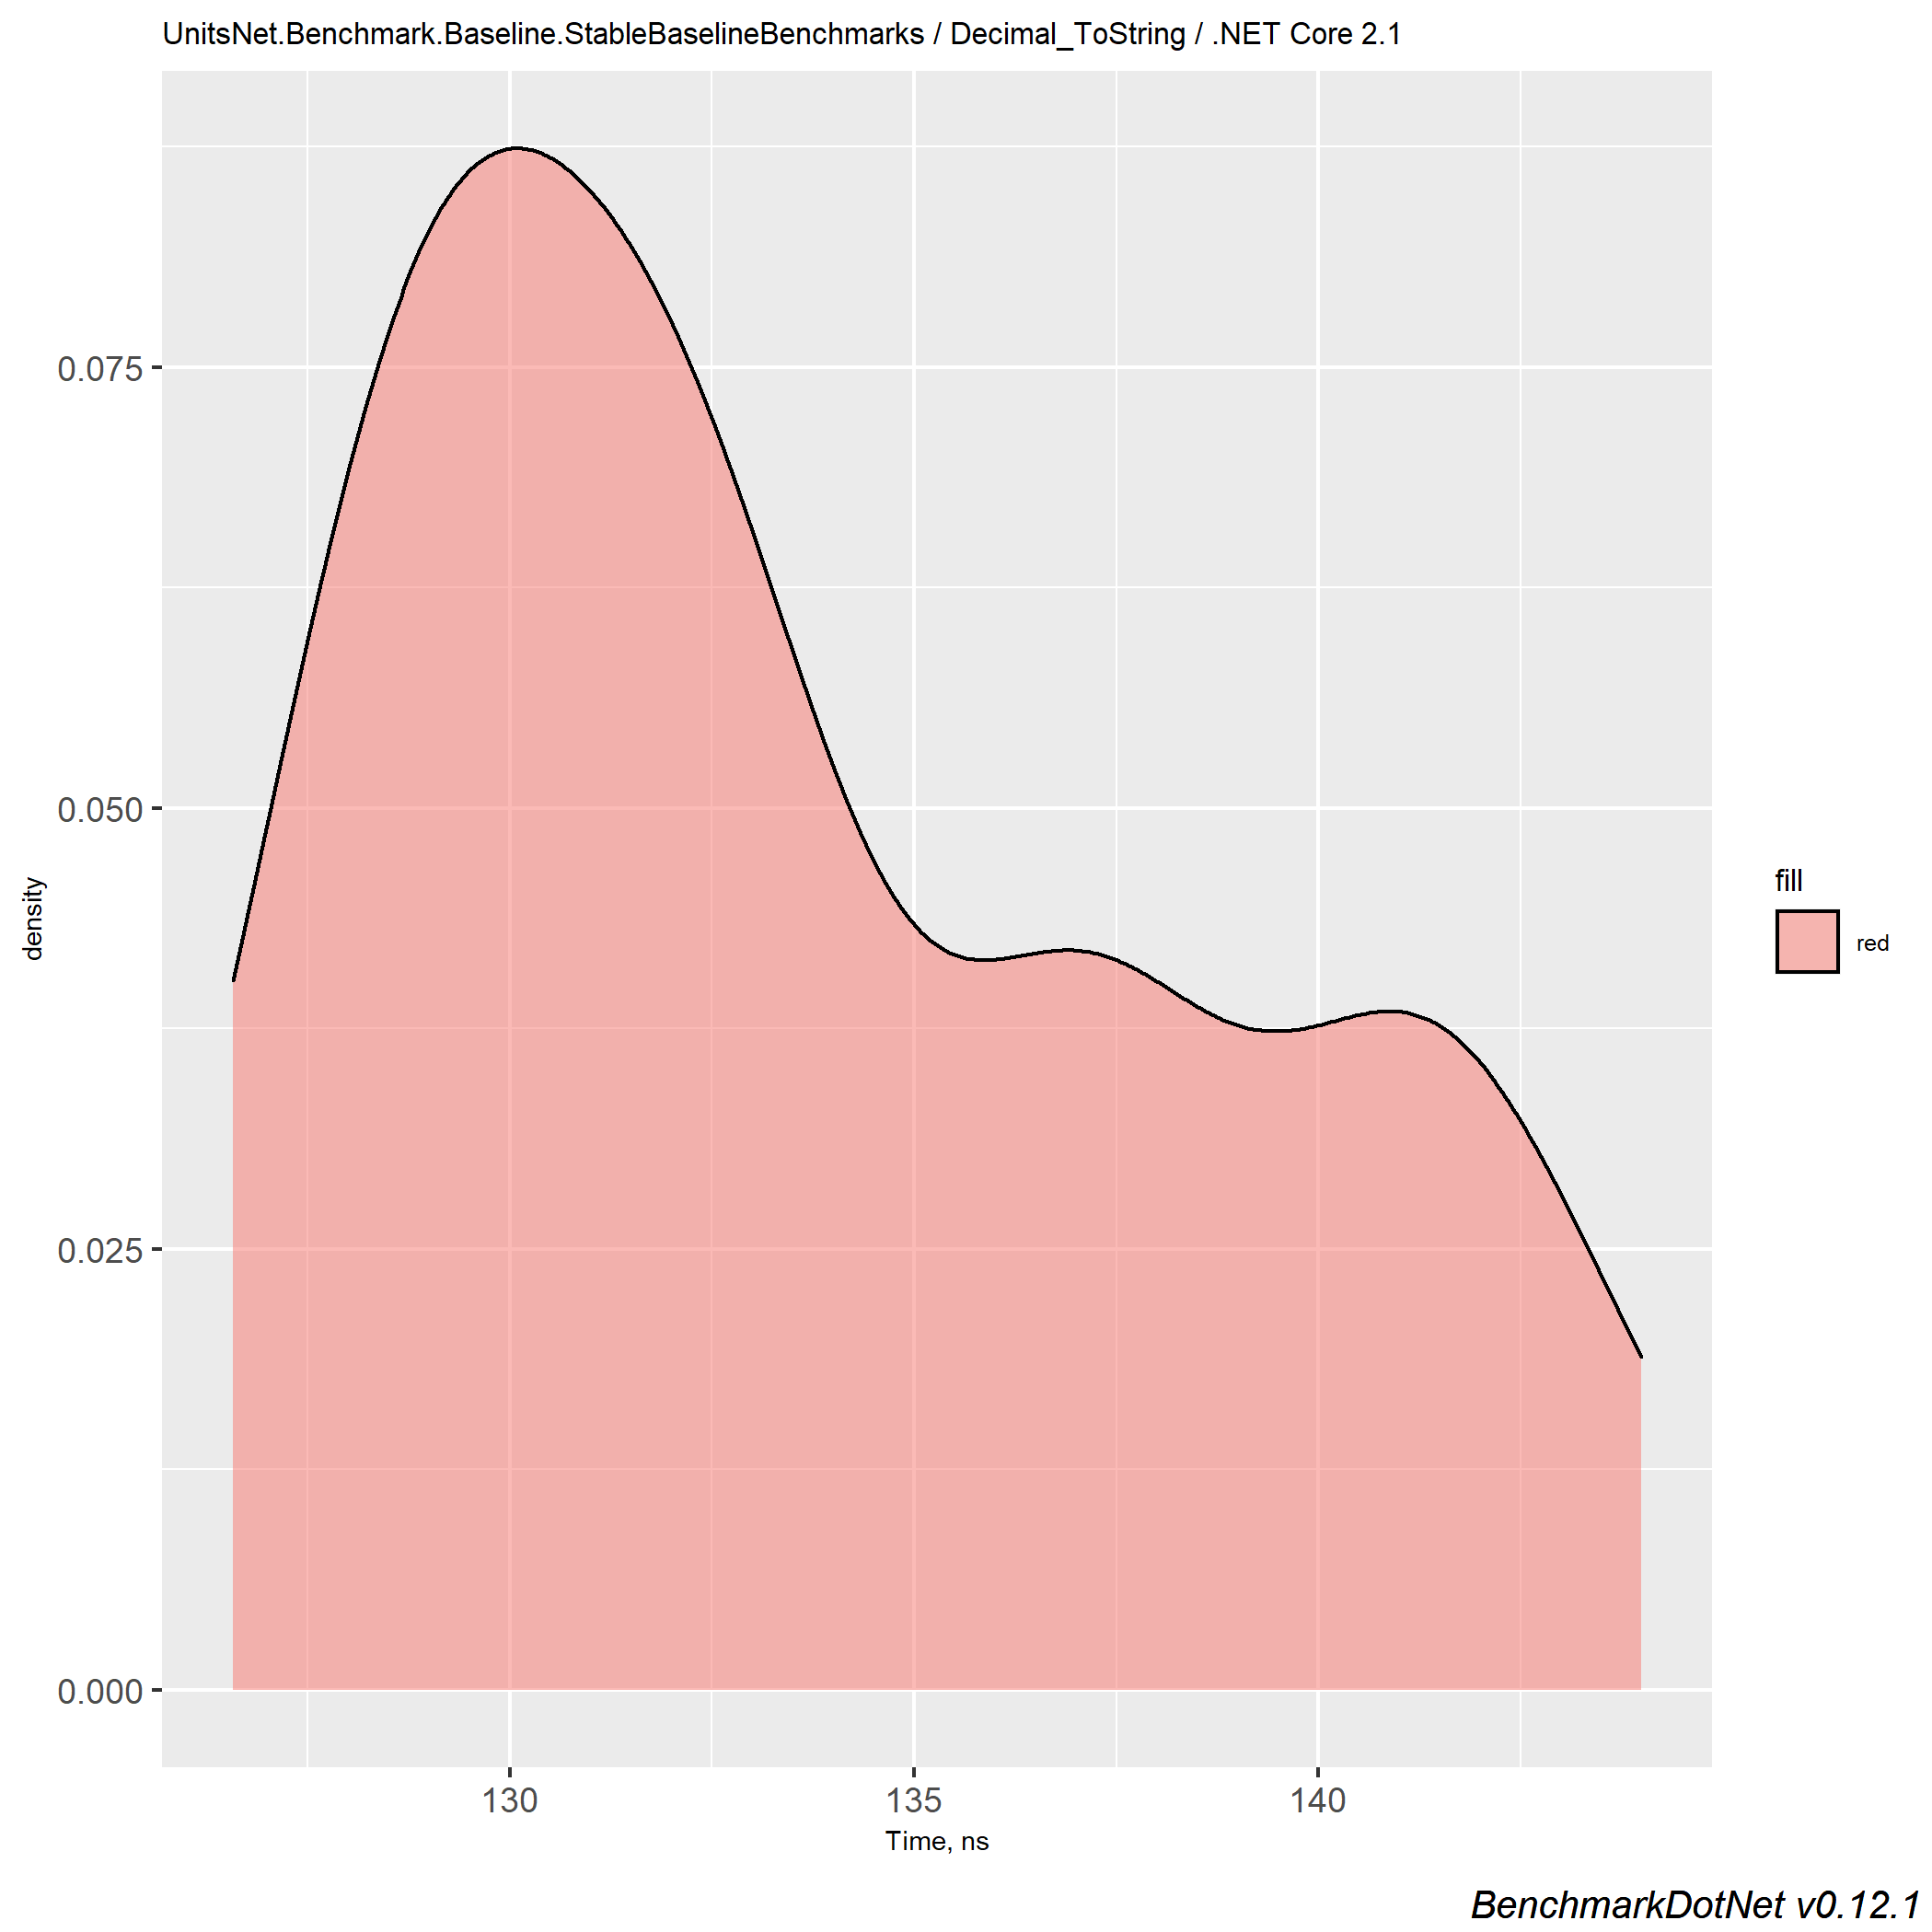 UnitsNet.Benchmark.Baseline.StableBaselineBenchmarks / Decimal_ToString / .NET Core 2.1
0.075
0.050
0.025
0.000
density
130
135
140
Time, ns
fill
red
BenchmarkDotNet v0.12.1